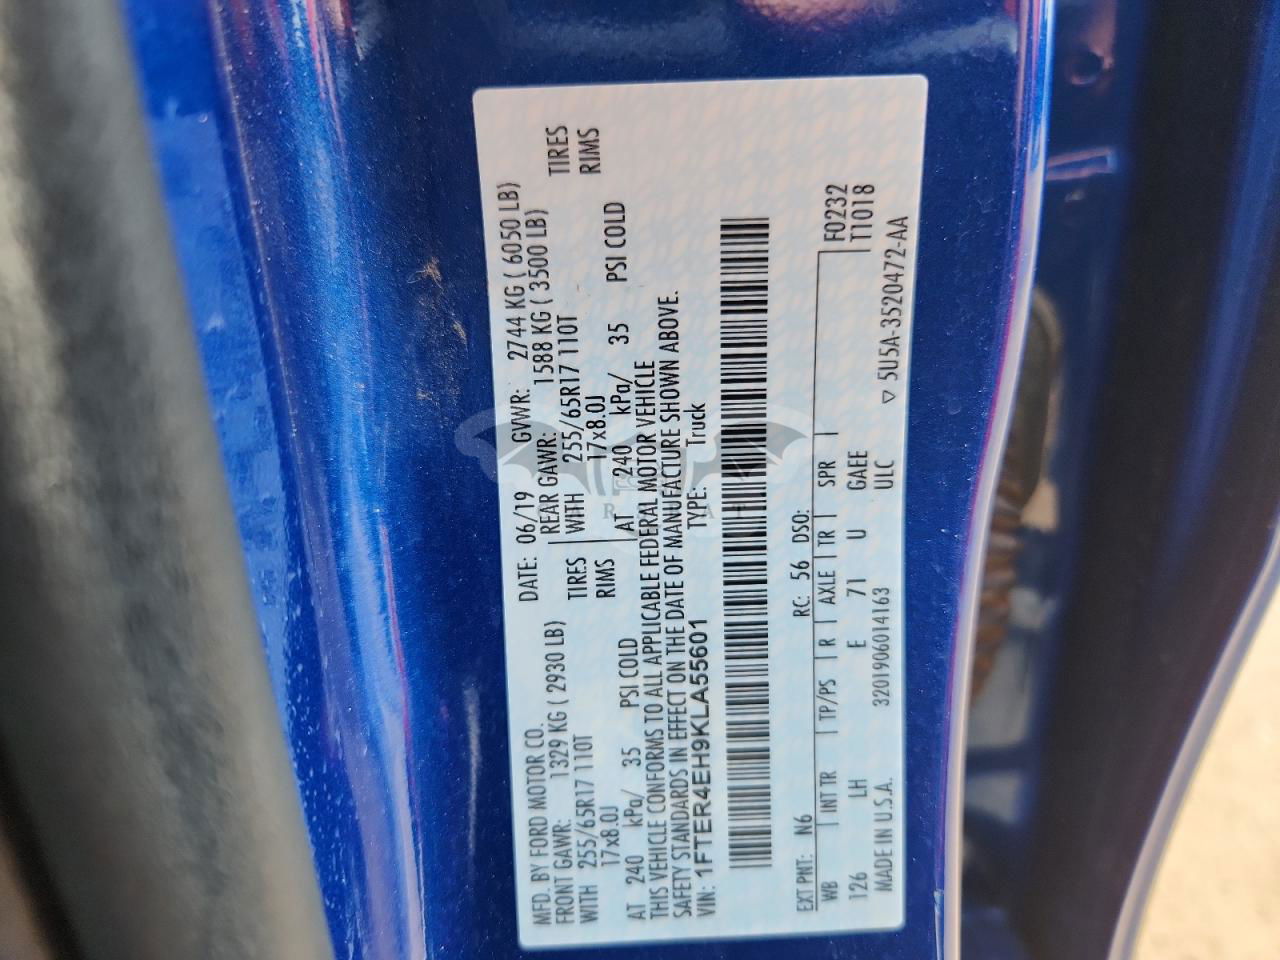 MFD. BY FORD MOTOR CO. DATE: 06/19 GVWR: 2744 KG ( 6050 LB)
FRONT GAWR: 1329 KG ( 2930 LB) REAR GAWR: 1588 KG ( 3500 LB)
WITH 255/65R17 110T TIRES WITH 255/65R17 110T TIRES
17x8.0J RIMS 17x8.0J RIMS
AT 240 kPa/ 35 PSI COLD AT 240 kPa/ 35 PSI COLD
THIS VEHICLE CONFORMS TO ALL APPLICABLE FEDERAL MOTOR VEHICLE
SAFETY STANDARDS IN EFFECT ON THE DATE OF MANUFACTURE SHOWN ABOVE.
VIN: 1FTER4EH9KLA55601 TYPE: Truck
EXT PNT: N6 RC: 56 DSO:
WB INT TR TP/PS R AXLE TR SPR F0232
126 LH E 71 U GAEE T1018
MADE IN U.S.A. 3201906014163 ULC
▽ 5U5A-3520472-AA